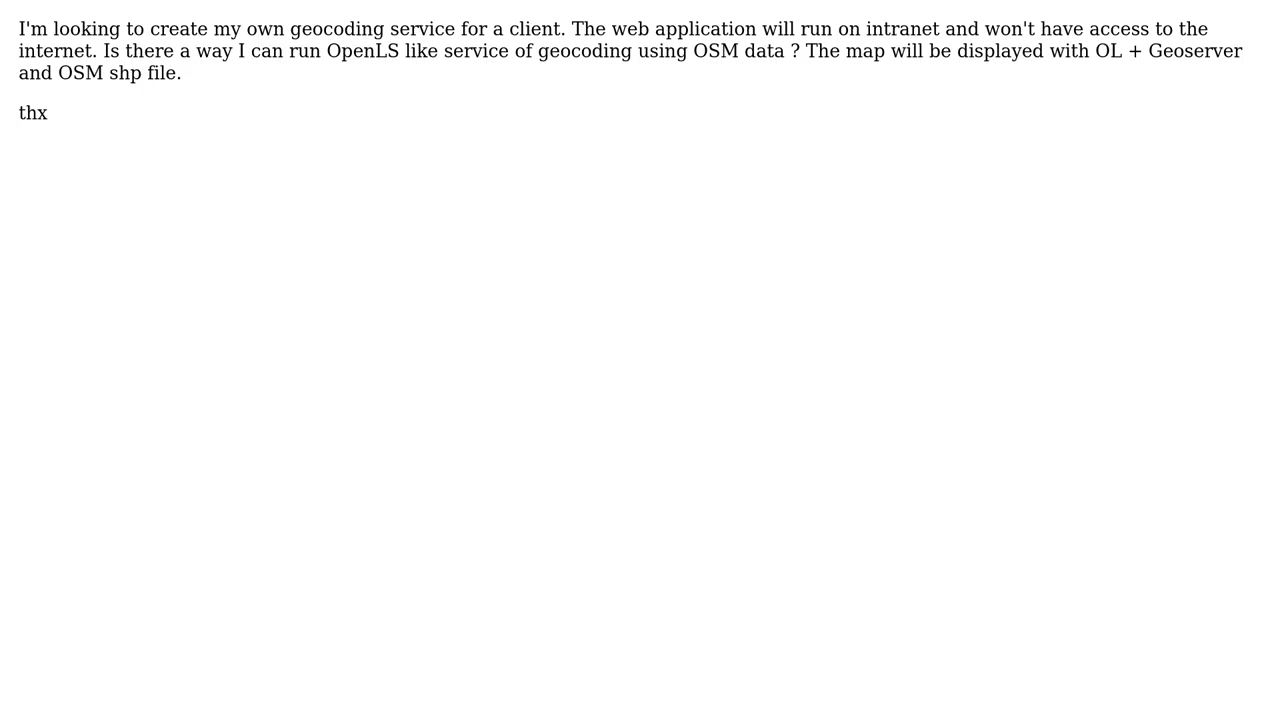 I'm looking to create my own geocoding service for a client. The web application will run on intranet and won't have access to the
internet. Is there a way I can run OpenLS like service of geocoding using OSM data ? The map will be displayed with OL + Geoserver
and OSM shp file.
thx